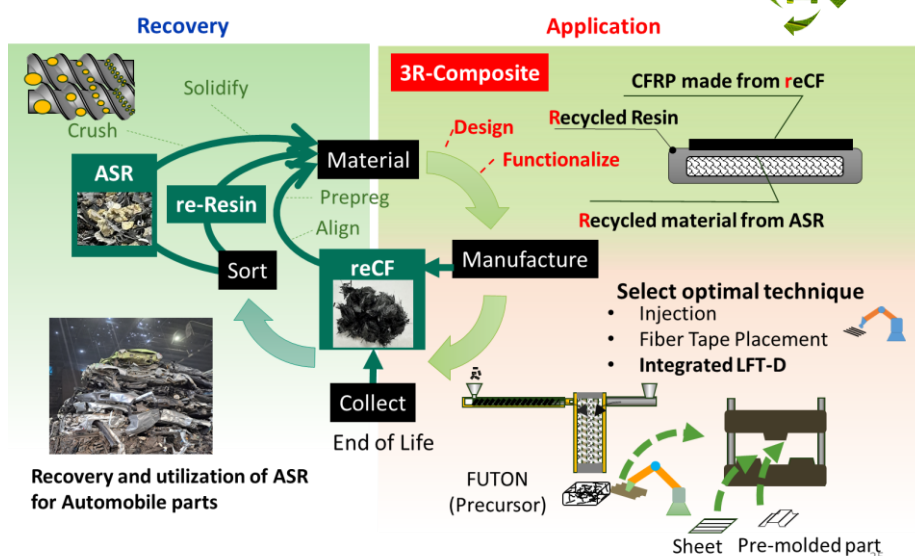 Recovery
Application
3R-Composite
CFRP made from reCF
Recycled Resin
Recycled material from ASR
Solidify
Crush
ASR
re-Resin
Material
Design
Functionalize
Prepreg
Align
Sort
reCF
Manufacture
Collect
End of Life
Recovery and utilization of ASR
for Automobile parts
Select optimal technique
• Injection
• Fiber Tape Placement
• Integrated LFT-D
FUTON
(Precursor)
Sheet
Pre-molded part